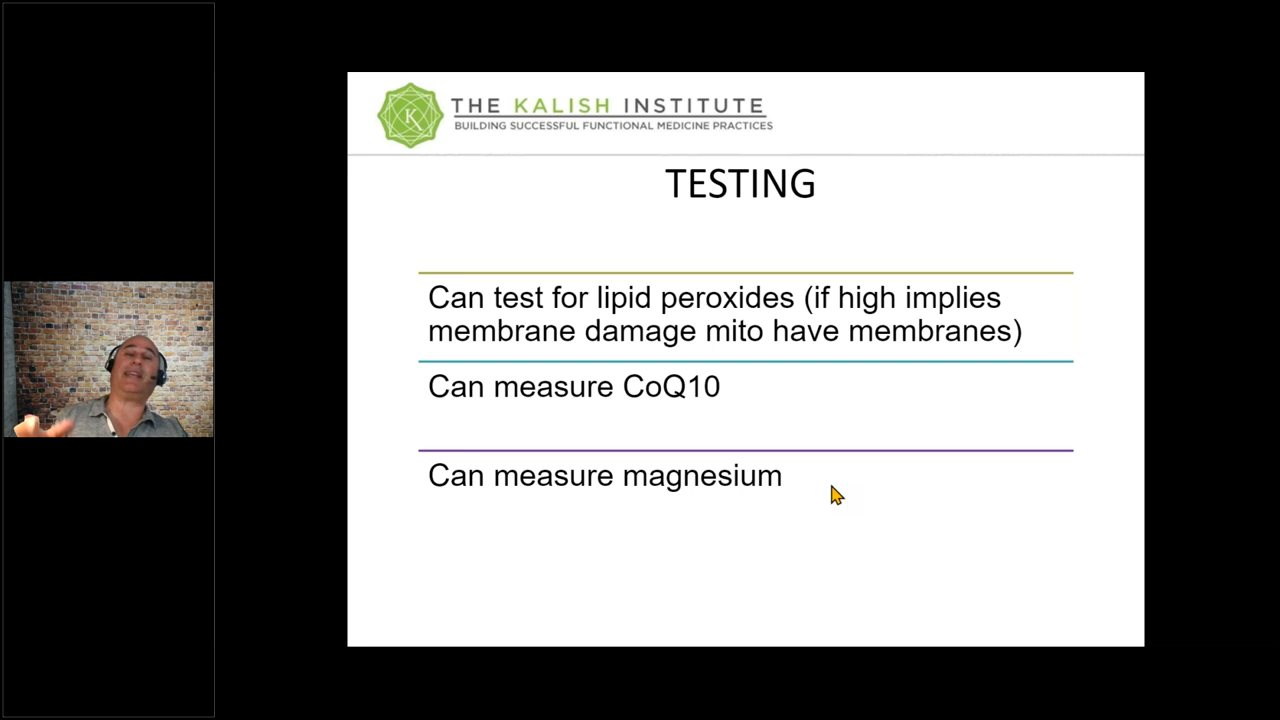 THE KALISH INSTITUTE
BUILDING SUCCESSFUL FUNCTIONAL MEDICINE PRACTICES
TESTING
Can test for lipid peroxides (if high implies
membrane damage mito have membranes)
Can measure CoQ10
Can measure magnesium